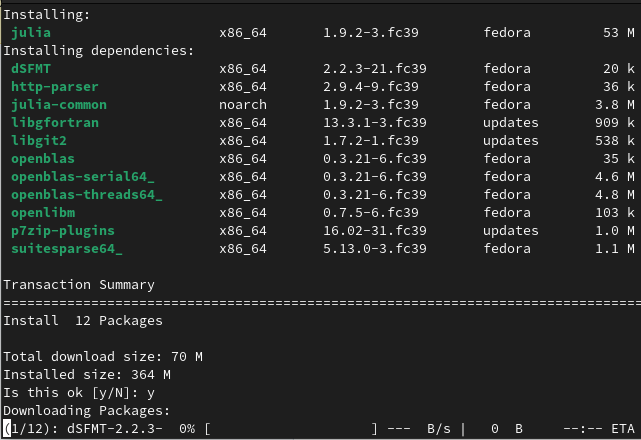 Installing:
julia x86_64 1.9.2-3.fc39 fedora 53 M
Installing dependencies:
dSFMT x86_64 2.2.3-21.fc39 fedora 20 k
http-parser x86_64 2.9.4-9.fc39 fedora 36 k
julia-common noarch 1.9.2-3.fc39 fedora 3.8 M
libgfortran x86_64 13.3.1-3.fc39 updates 909 k
libgit2 x86_64 1.7.2-1.fc39 updates 538 k
openblas x86_64 0.3.21-6.fc39 fedora 35 k
openblas-serial64_ x86_64 0.3.21-6.fc39 fedora 4.6 M
openblas-threads64_ x86_64 0.3.21-6.fc39 fedora 4.8 M
openlibm x86_64 0.7.5-6.fc39 fedora 103 k
p7zip-plugins x86_64 16.02-31.fc39 updates 1.0 M
suitesparse64_ x86_64 5.13.0-3.fc39 fedora 1.1 M
Transaction Summary
================================================================================
Install  12 Packages
Total download size: 70 M
Installed size: 364 M
Is this ok [y/N]: y
Downloading Packages:
(1/12): dSFMT-2.2.3-  0% [                    ] ---  B/s |   0  B     --:-- ETA